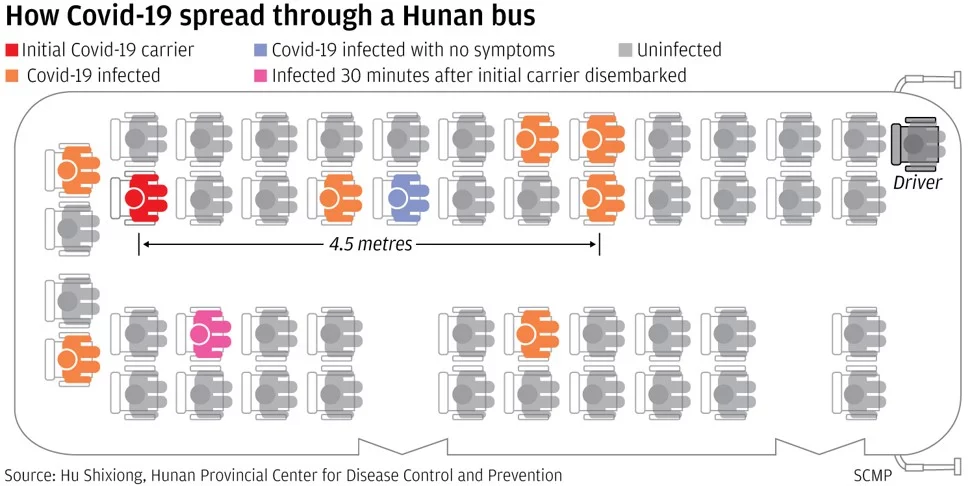 How Covid-19 spread through a Hunan bus
Initial Covid-19 carrier
Covid-19 infected with no symptoms
Uninfected
Covid-19 infected
Infected 30 minutes after initial carrier disembarked
Driver
4.5 metres
Source: Hu Shixiong, Hunan Provincial Center for Disease Control and Prevention
SCMP